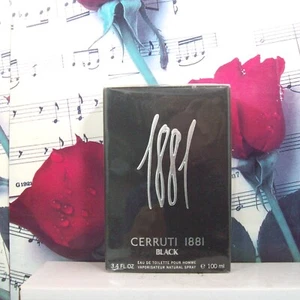 1881
CERRUTI 1881
BLACK
EAU DE TOILETTE POUR HOMME
3.4 FL.OZ VAPORISATEUR NATURAL SPRAY e 100 ml